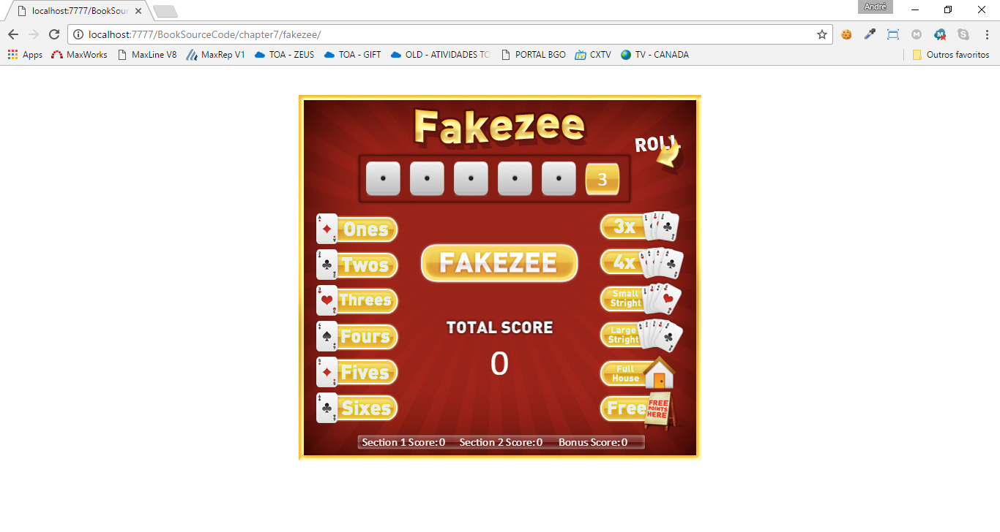 localhost:7777/BookSour
André
localhost:7777/BookSourceCode/chapter7/fakezee/
Apps MaxWorks MaxLine V8 MaxRep V1 TOA - ZEUS TOA - GIFT OLD - ATIVIDADES TO PORTAL BGO CXTV TV - CANADA Outros favoritos
Fakezee
ROLL
3
Ones
Twos
Threes
Fours
Fives
Sixes
FAKEZEE
TOTAL SCORE
0
3x
4x
Small
Stright
Large
Stright
Full
House
Free
FREE
POINTS
HERE
Section 1 Score: 0 Section 2 Score: 0 Bonus Score: 0